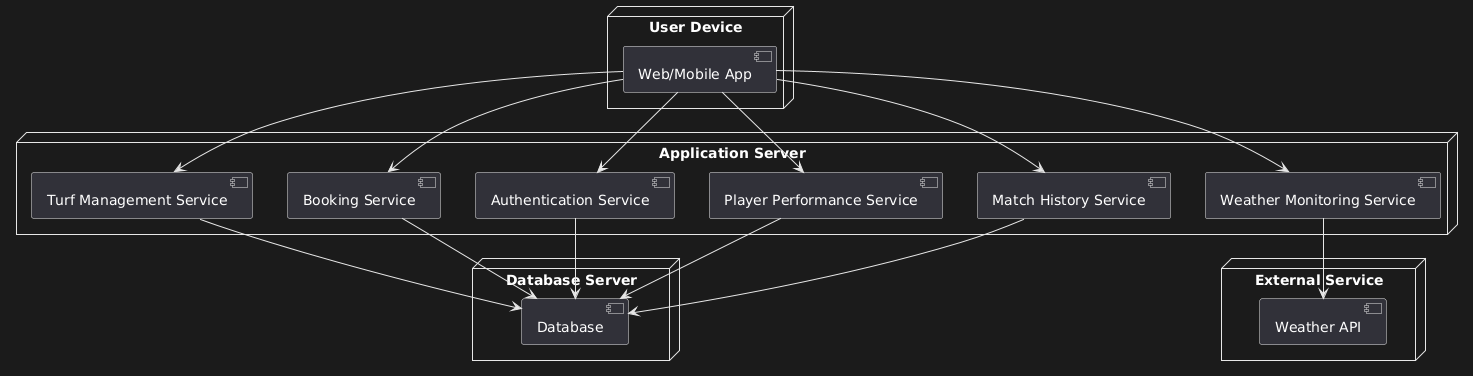 User Device
Web/Mobile App
Application Server
Turf Management Service
Booking Service
Authentication Service
Player Performance Service
Match History Service
Weather Monitoring Service
Database Server
External Service
Database
Weather API